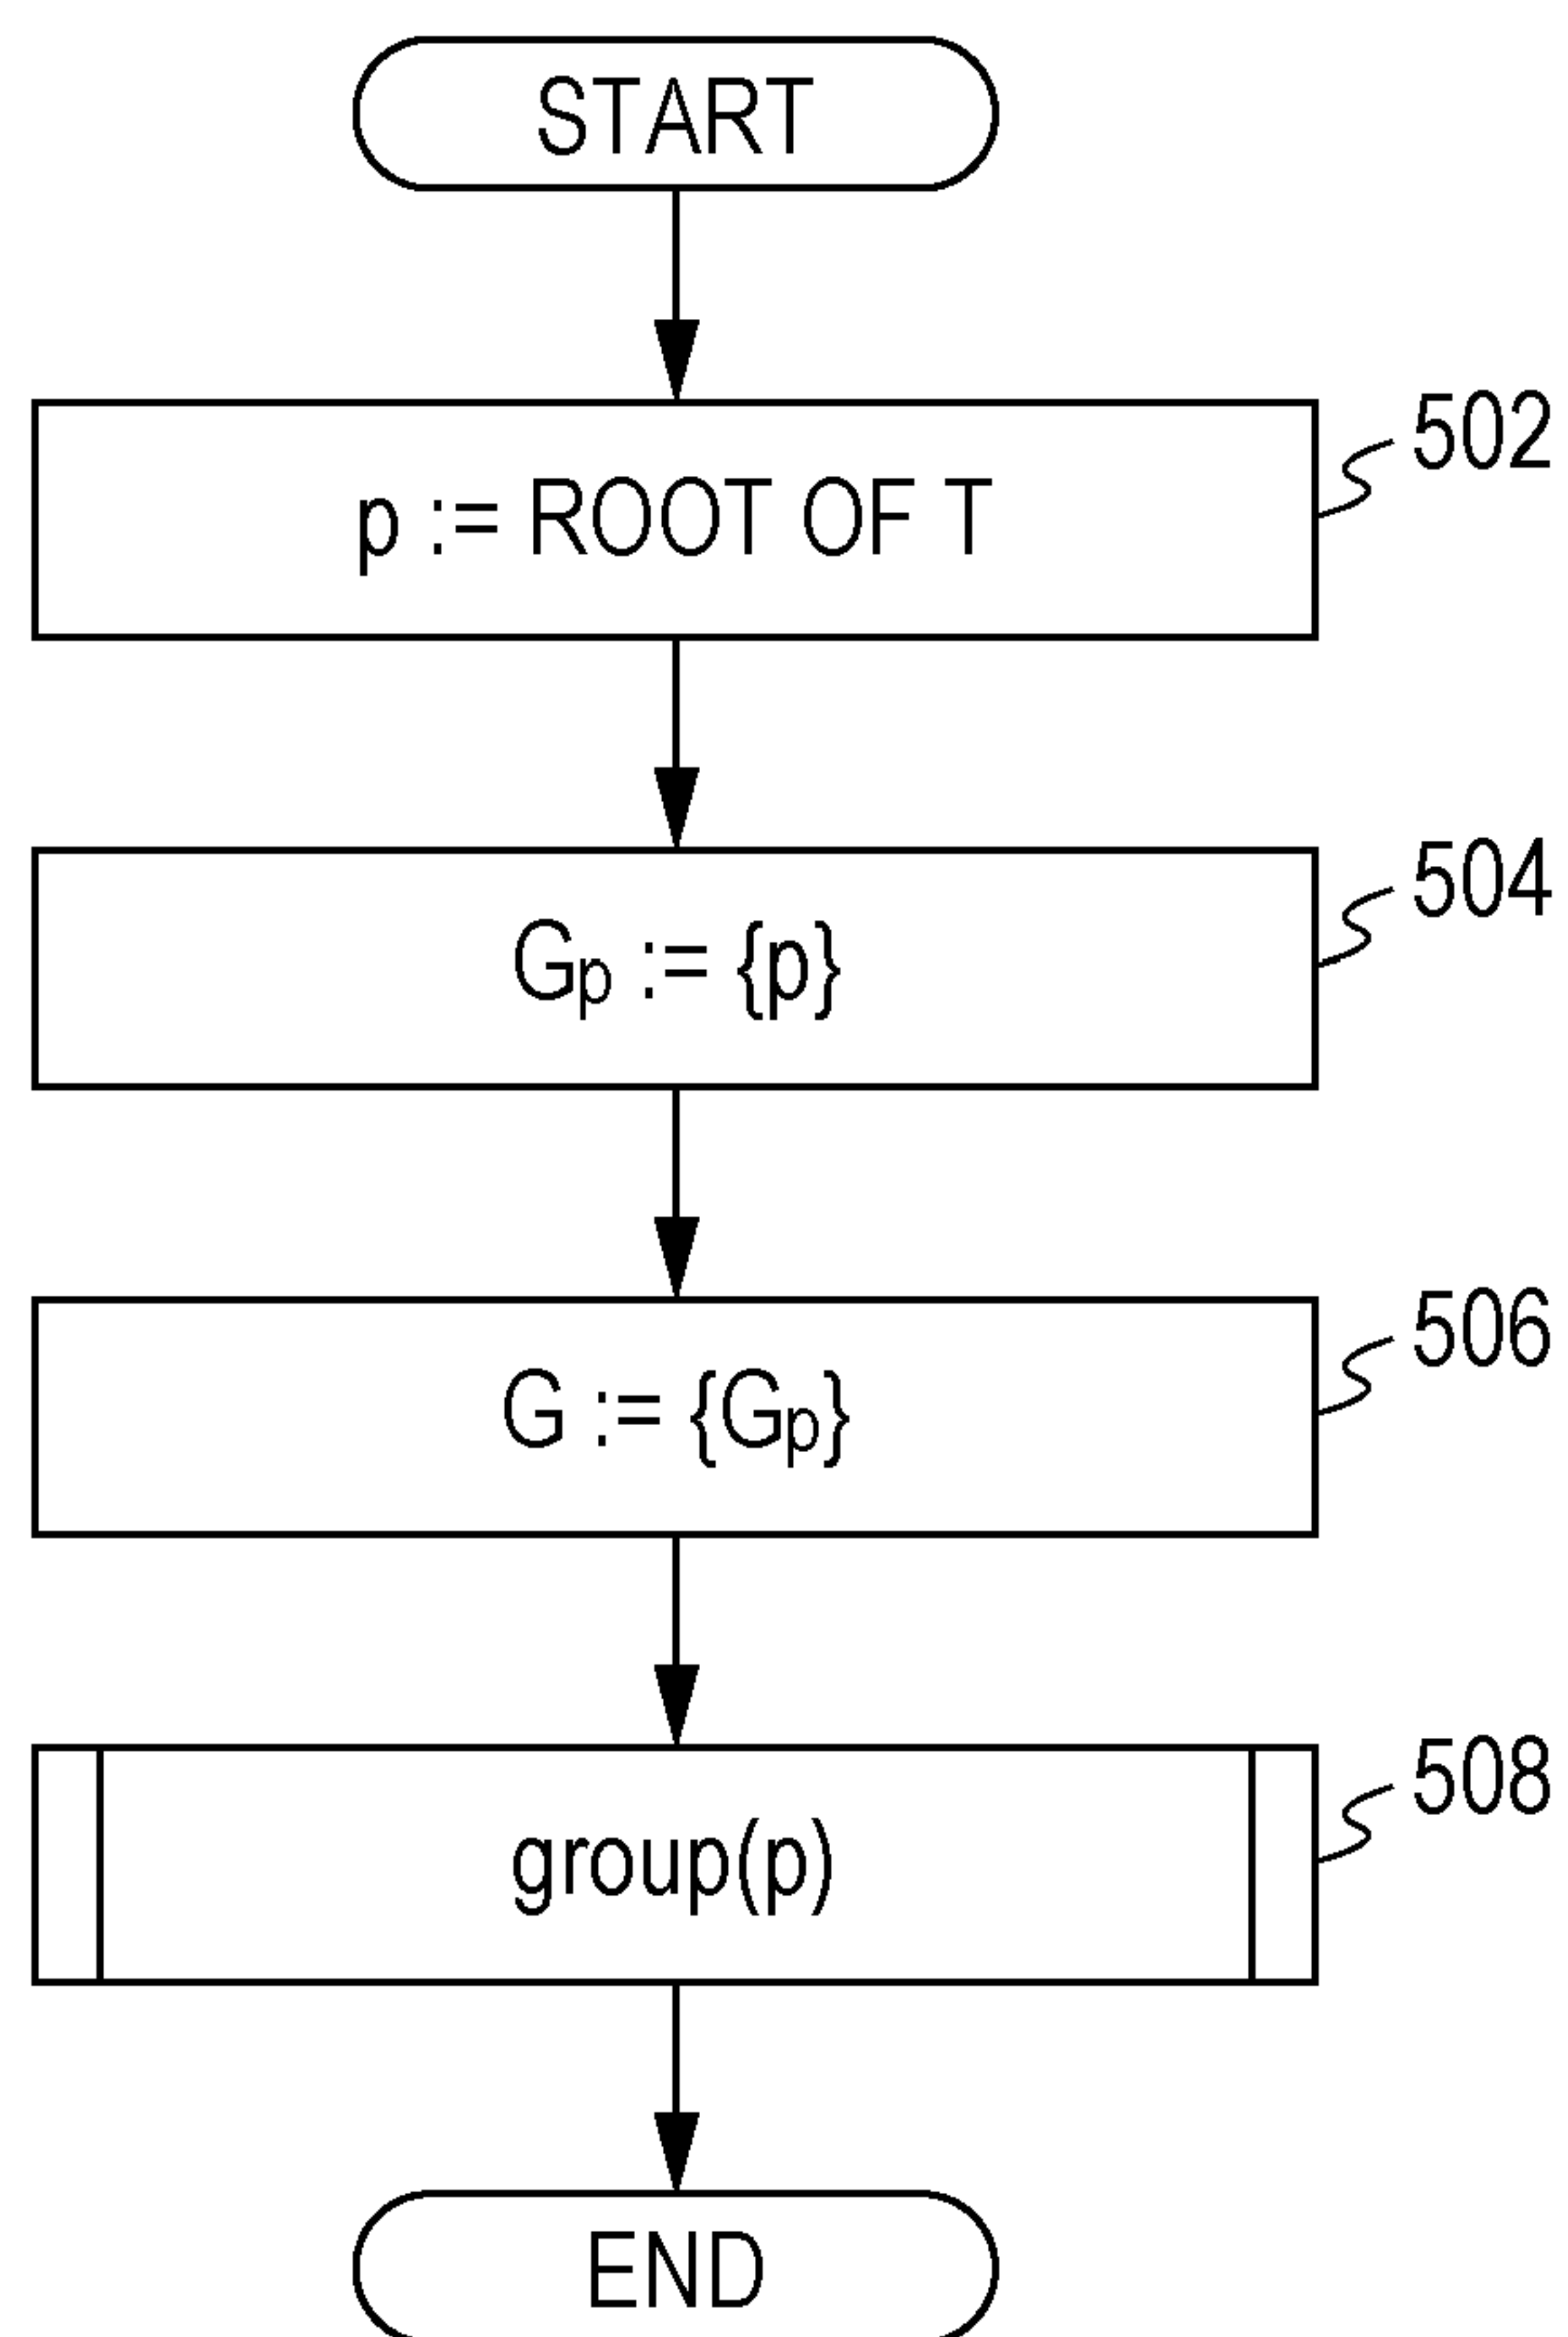 START
502
p := ROOT OF T
504
Gp := {p}
506
G := {Gp}
508
group(p)
END